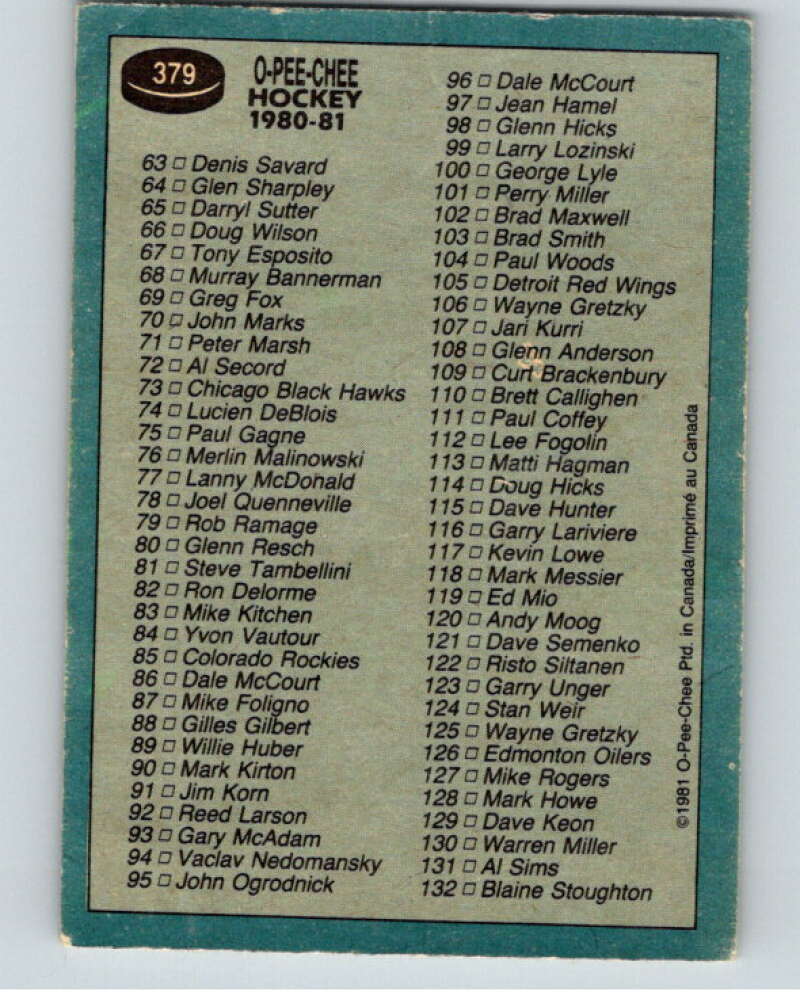 379
O-PEE-CHEE
HOCKEY
1980-81
63 □ Denis Savard
64 □ Glen Sharpley
65 □ Darryl Sutter
66 □ Doug Wilson
67 □ Tony Esposito
68 □ Murray Bannerman
69 □ Greg Fox
70 □ John Marks
71 □ Peter Marsh
72 □ Al Secord
73 □ Chicago Black Hawks
74 □ Lucien DeBlois
75 □ Paul Gagne
76 □ Merlin Malinowski
77 □ Lanny McDonald
78 □ Joel Quenneville
79 □ Rob Ramage
80 □ Glenn Resch
81 □ Steve Tambellini
82 □ Ron Delorme
83 □ Mike Kitchen
84 □ Yvon Vautour
85 □ Colorado Rockies
86 □ Dale McCourt
87 □ Mike Foligno
88 □ Gilles Gilbert
89 □ Willie Huber
90 □ Mark Kirton
91 □ Jim Korn
92 □ Reed Larson
93 □ Gary McAdam
94 □ Vaclav Nedomansky
95 □ John Ogrodnick
96 □ Dale McCourt
97 □ Jean Hamel
98 □ Glenn Hicks
99 □ Larry Lozinski
100 □ George Lyle
101 □ Perry Miller
102 □ Brad Maxwell
103 □ Brad Smith
104 □ Paul Woods
105 □ Detroit Red Wings
106 □ Wayne Gretzky
107 □ Jari Kurri
108 □ Glenn Anderson
109 □ Curt Brackenbury
110 □ Brett Callighen
111 □ Paul Coffey
112 □ Lee Fogolin
113 □ Matti Hagman
114 □ Doug Hicks
115 □ Dave Hunter
116 □ Garry Lariviere
117 □ Kevin Lowe
118 □ Mark Messier
119 □ Ed Mio
120 □ Andy Moog
121 □ Dave Semenko
122 □ Risto Siltanen
123 □ Garry Unger
124 □ Stan Weir
125 □ Wayne Gretzky
126 □ Edmonton Oilers
127 □ Mike Rogers
128 □ Mark Howe
129 □ Dave Keon
130 □ Warren Miller
131 □ Al Sims
132 □ Blaine Stoughton
©1981 O-Pee-Chee Ptd. in Canada/Imprimé au Canada